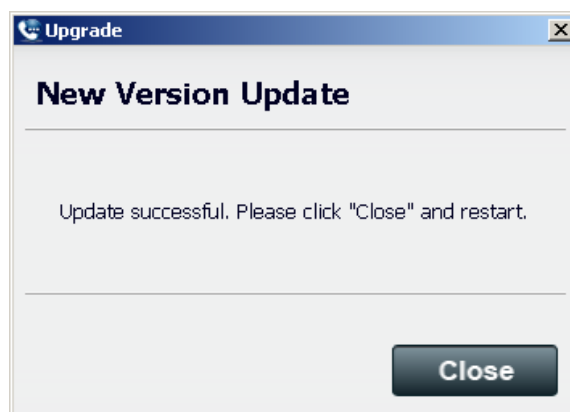 Upgrade
New Version Update
Update successful. Please click "Close" and restart.
Close